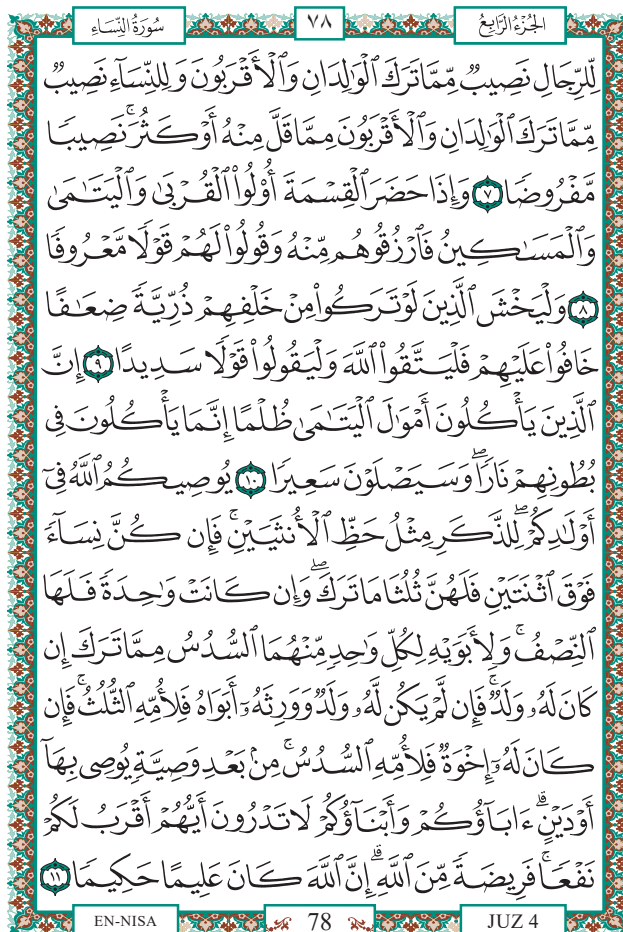 الجُزْءُ الرَّابِعُ ٧٨ سُورَةُ النِّسَاءِ
لِّلرِّجَالِ نَصِيبٌ مِّمَّا تَرَكَ ٱلْوَٰلِدَانِ وَٱلْأَقْرَبُونَ وَلِلنِّسَآءِ نَصِيبٌ
مِّمَّا تَرَكَ ٱلْوَٰلِدَانِ وَٱلْأَقْرَبُونَ مِمَّا قَلَّ مِنْهُ أَوْ كَثُرَ ۚ نَصِيبًا
مَّفْرُوضًا ٧ وَإِذَا حَضَرَ ٱلْقِسْمَةَ أُو۟لُوا۟ ٱلْقُرْبَىٰ وَٱلْيَتَـٰمَىٰ
وَٱلْمَسَـٰكِينُ فَٱرْزُقُوهُم مِّنْهُ وَقُولُوا۟ لَهُمْ قَوْلًا مَّعْرُوفًا
٨ وَلْيَخْشَ ٱلَّذِينَ لَوْ تَرَكُوا۟ مِنْ خَلْفِهِمْ ذُرِّيَّةً ضِعَـٰفًا
خَافُوا۟ عَلَيْهِمْ فَلْيَتَّقُوا۟ ٱللَّهَ وَلْيَقُولُوا۟ قَوْلًا سَدِيدًا ٩ إِنَّ
ٱلَّذِينَ يَأْكُلُونَ أَمْوَٰلَ ٱلْيَتَـٰمَىٰ ظُلْمًا إِنَّمَا يَأْكُلُونَ فِى
بُطُونِهِمْ نَارًا ۖ وَسَيَصْلَوْنَ سَعِيرًا ١٠ يُوصِيكُمُ ٱللَّهُ فِىٓ
أَوْلَـٰدِكُمْ ۖ لِلذَّكَرِ مِثْلُ حَظِّ ٱلْأُنثَيَيْنِ ۚ فَإِن كُنَّ نِسَآءً
فَوْقَ ٱثْنَتَيْنِ فَلَهُنَّ ثُلُثَا مَا تَرَكَ ۖ وَإِن كَانَتْ وَٰحِدَةً فَلَهَا
ٱلنِّصْفُ ۚ وَلِأَبَوَيْهِ لِكُلِّ وَٰحِدٍ مِّنْهُمَا ٱلسُّدُسُ مِمَّا تَرَكَ إِن
كَانَ لَهُۥ وَلَدٌ ۚ فَإِن لَّمْ يَكُن لَّهُۥ وَلَدٌ وَوَرِثَهُۥٓ أَبَوَاهُ فَلِأُمِّهِ ٱلثُّلُثُ ۚ فَإِن
كَانَ لَهُۥٓ إِخْوَةٌ فَلِأُمِّهِ ٱلسُّدُسُ ۚ مِنۢ بَعْدِ وَصِيَّةٍ يُوصِى بِهَآ
أَوْ دَيْنٍ ۗ ءَابَآؤُكُمْ وَأَبْنَآؤُكُمْ لَا تَدْرُونَ أَيُّهُمْ أَقْرَبُ لَكُمْ
نَفْعًا ۚ فَرِيضَةً مِّنَ ٱللَّهِ ۗ إِنَّ ٱللَّهَ كَانَ عَلِيمًا حَكِيمًا ١١
EN-NISA 78 JUZ 4